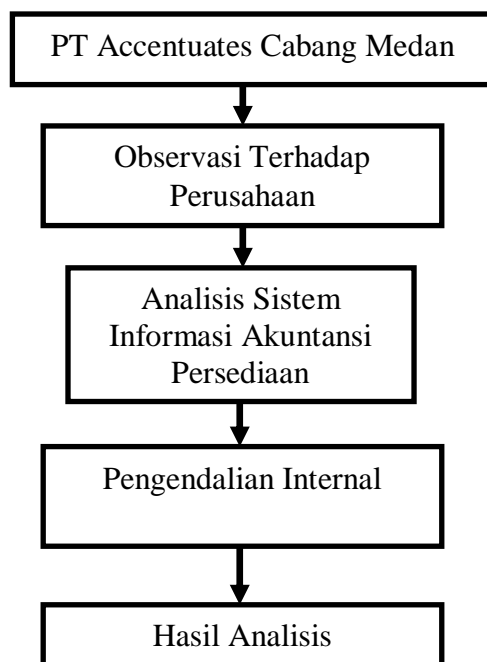 PT Accentuates Cabang Medan
Observasi Terhadap
Perusahaan
Analisis Sistem
Informasi Akuntansi
Persediaan
Pengendalian Internal
Hasil Analisis